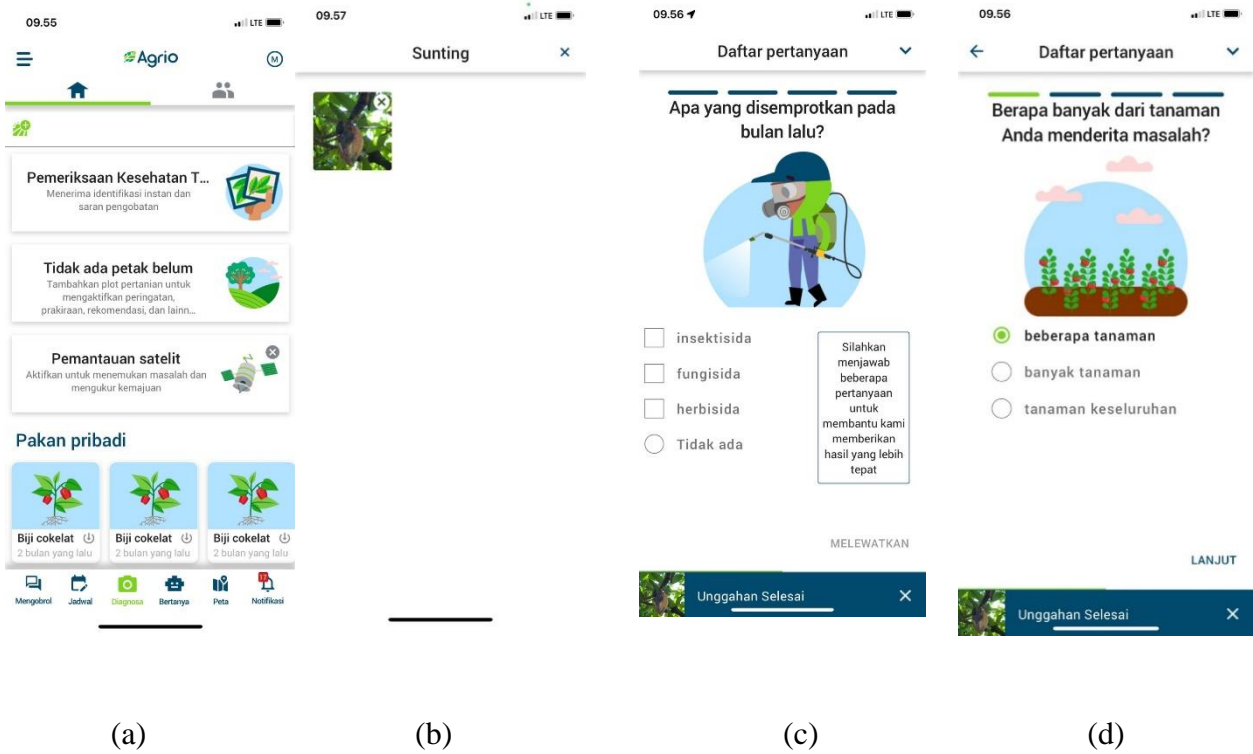 09.55
LTE
Agrio
M
Pemeriksaan Kesehatan T...
Menerima identifikasi instan dan
saran pengobatan
Tidak ada petak belum
Tambahkan plot pertanian untuk
mengaktifkan peringatan,
prakiraan, rekomendasi, dan lainn...
Pemantauan satelit
Aktifkan untuk menemukan masalah dan
mengukur kemajuan
Pakan pribadi
Biji cokelat
2 bulan yang lalu
Biji cokelat
2 bulan yang lalu
Biji cokelat
2 bulan yang lalu
Mengobrol
Jadwal
Diagnosa
Bertanya
Peta
17
Notifikasi
(a)
09.57
LTE
Sunting
(b)
09.56
LTE
Daftar pertanyaan
Apa yang disemprotkan pada
bulan lalu?
insektisida
fungisida
herbisida
Tidak ada
Silahkan
menjawab
beberapa
pertanyaan
untuk
membantu kami
memberikan
hasil yang lebih
tepat
MELEWATKAN
Unggahan Selesai
(c)
09.56
LTE
Daftar pertanyaan
Berapa banyak dari tanaman
Anda menderita masalah?
beberapa tanaman
banyak tanaman
tanaman keseluruhan
LANJUT
Unggahan Selesai
(d)